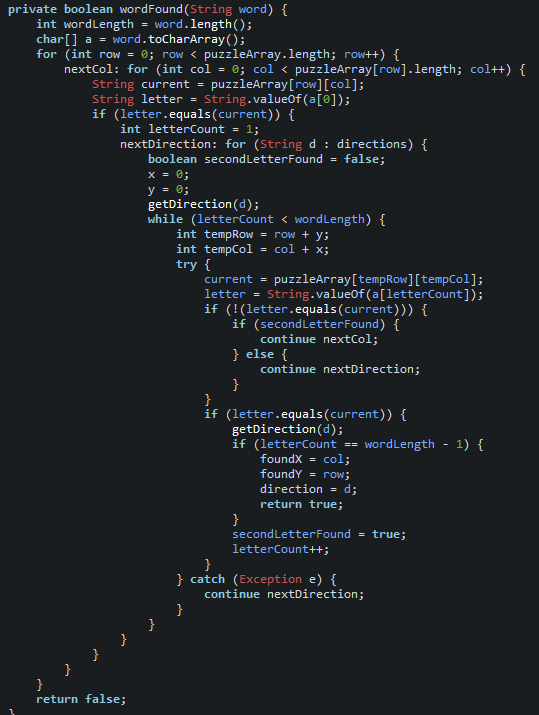 private boolean wordFound(String word) {
    int wordLength = word.length();
    char[] a = word.toCharArray();
    for (int row = 0; row < puzzleArray.length; row++) {
        nextCol: for (int col = 0; col < puzzleArray[row].length; col++) {
            String current = puzzleArray[row][col];
            String letter = String.valueOf(a[0]);
            if (letter.equals(current)) {
                int letterCount = 1;
                nextDirection: for (String d : directions) {
                    boolean secondLetterFound = false;
                    x = 0;
                    y = 0;
                    getDirection(d);
                    while (letterCount < wordLength) {
                        int tempRow = row + y;
                        int tempCol = col + x;
                        try {
                            current = puzzleArray[tempRow][tempCol];
                            letter = String.valueOf(a[letterCount]);
                            if (!(letter.equals(current))) {
                                if (secondLetterFound) {
                                    continue nextCol;
                                } else {
                                    continue nextDirection;
                                }
                            }
                            if (letter.equals(current)) {
                                getDirection(d);
                                if (letterCount == wordLength - 1) {
                                    foundX = col;
                                    foundY = row;
                                    direction = d;
                                    return true;
                                }
                                secondLetterFound = true;
                                letterCount++;
                            }
                        } catch (Exception e) {
                            continue nextDirection;
                        }
                    }
                }
            }
        }
    }
    return false;
}